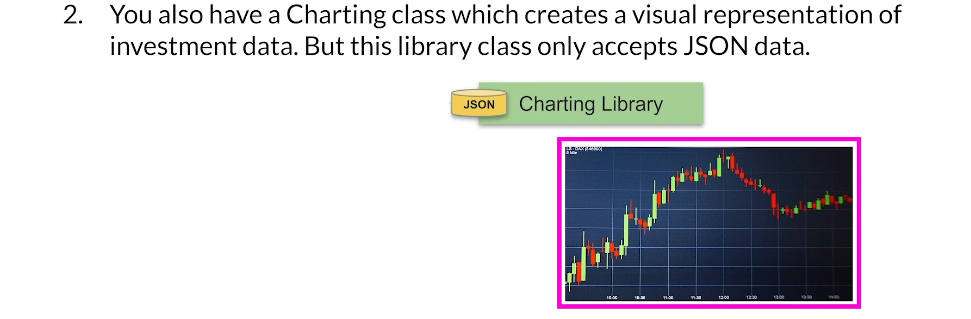 2. You also have a Charting class which creates a visual representation of
investment data. But this library class only accepts JSON data.
JSON Charting Library